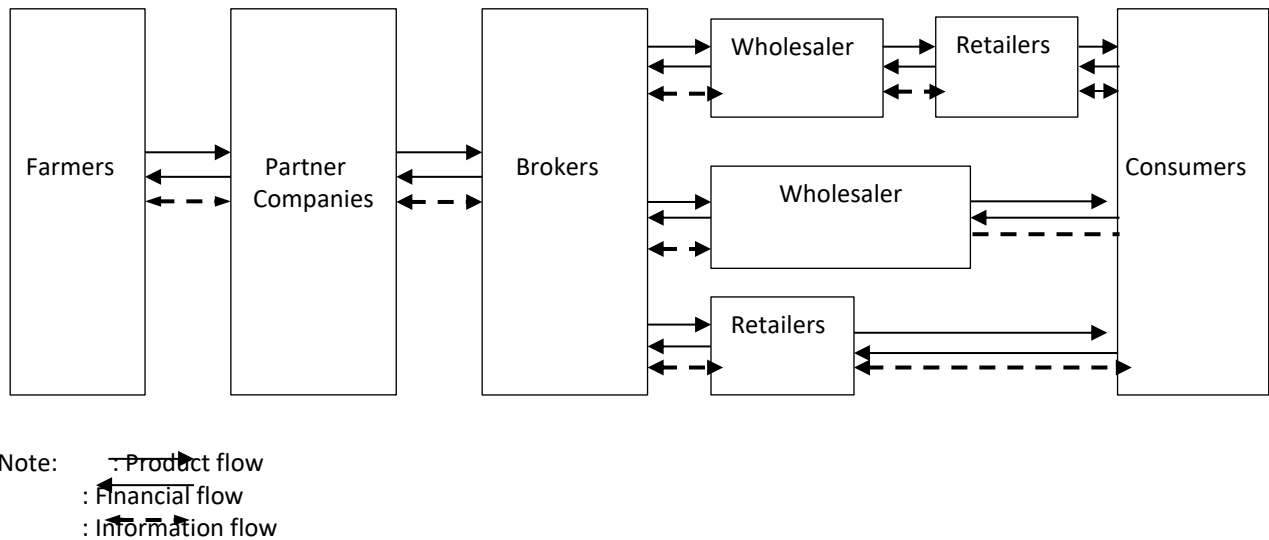 Wholesaler
Retailers
Farmers
Partner
Companies
Brokers
Consumers
Wholesaler
Retailers
Note: : Product flow
: Financial flow
: Information flow